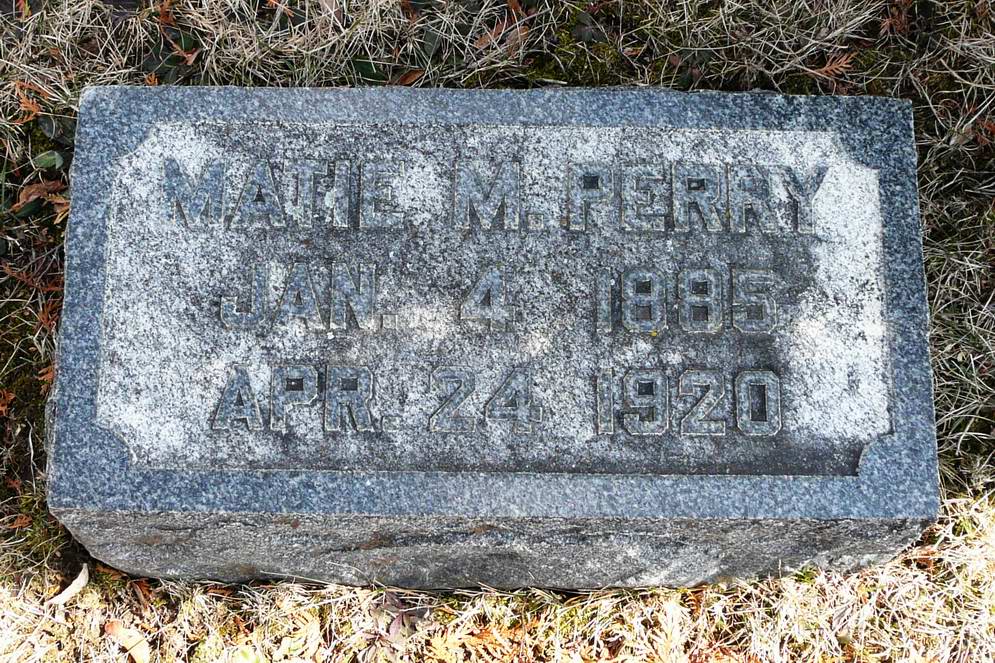 MATIE M. PERRY
JAN. 4 1885
APR. 24 1920